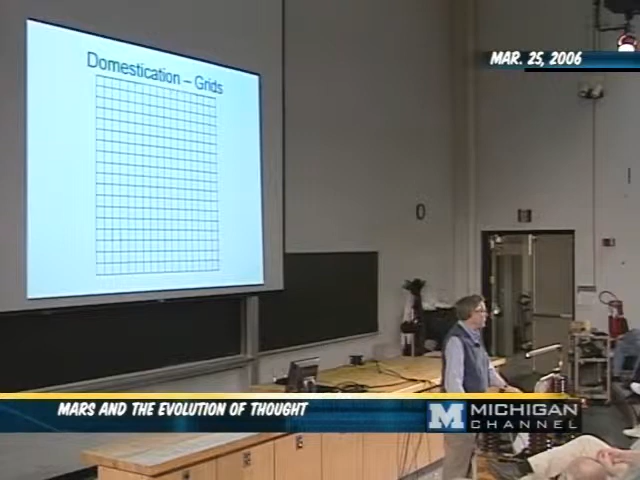 Domestication – Grids
MAR. 25, 2006
MARS AND THE EVOLUTION OF THOUGHT
M MICHIGAN
CHANNEL